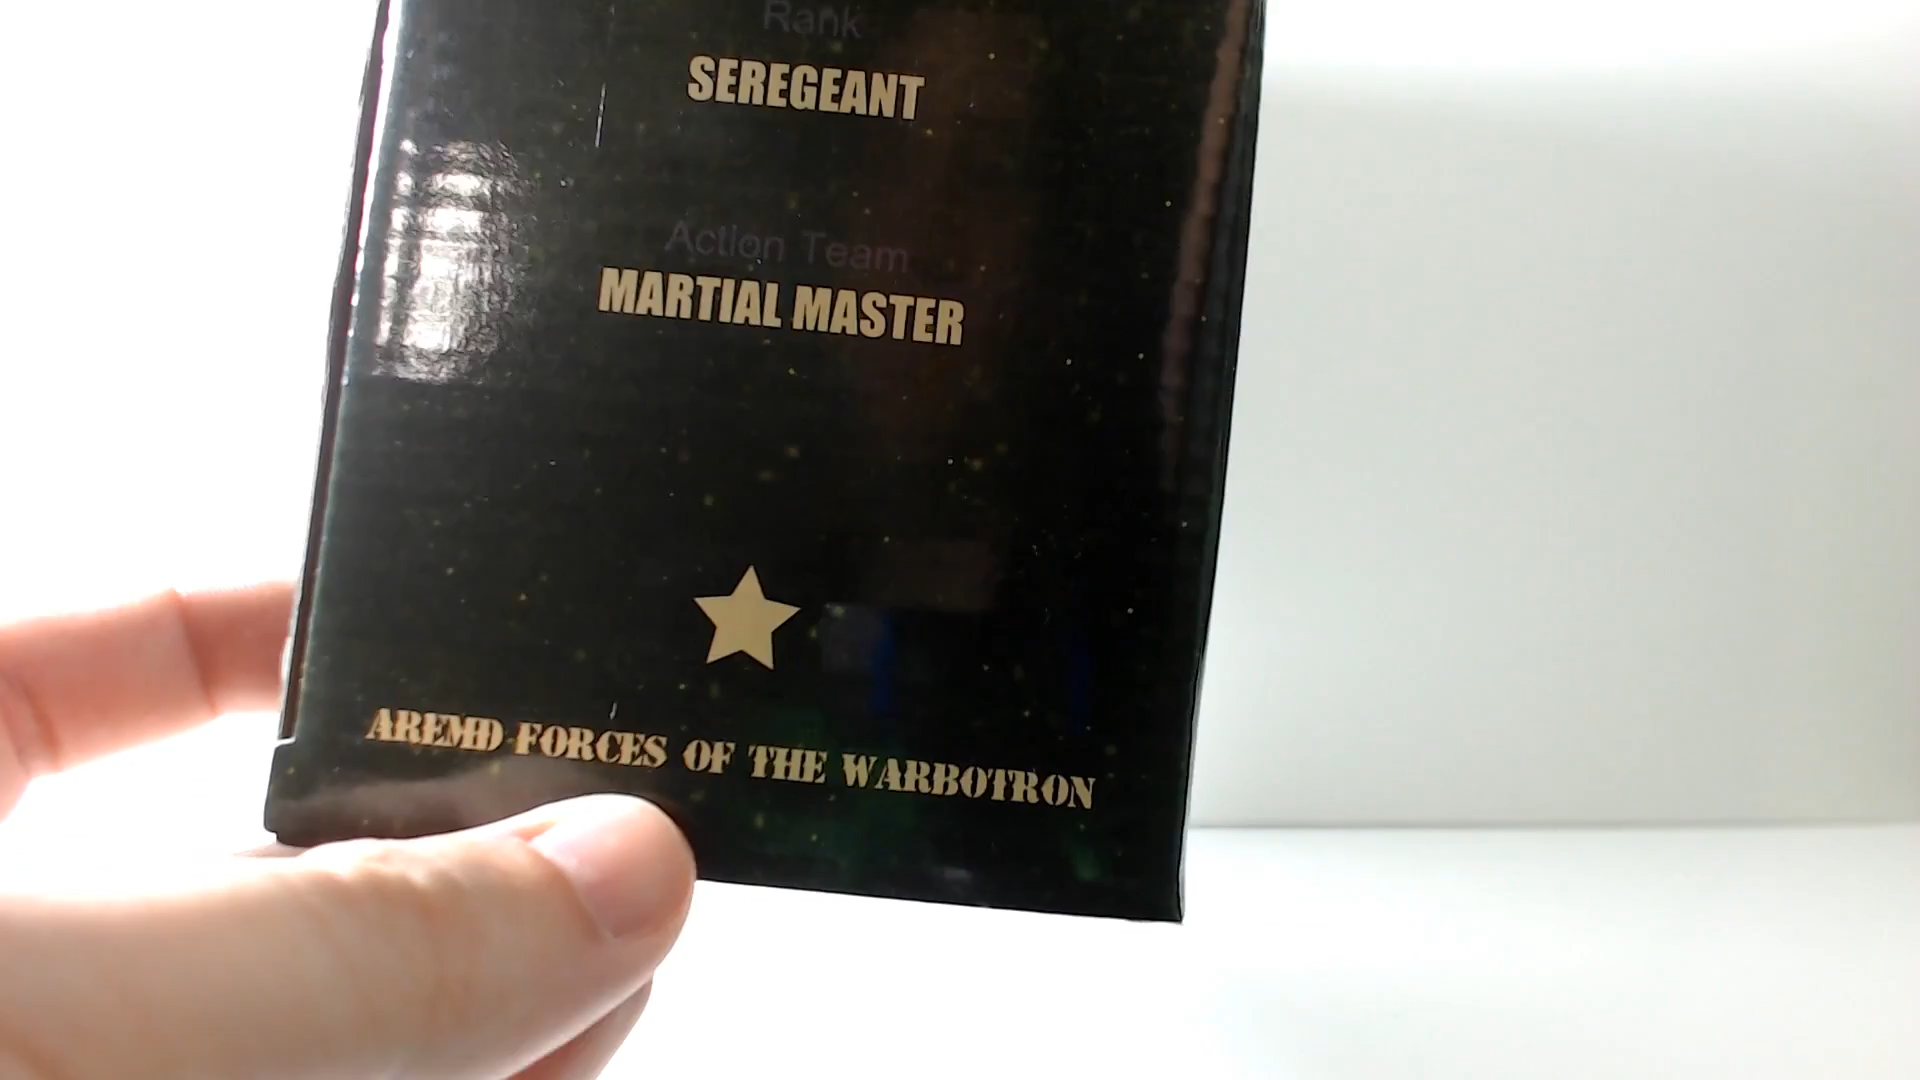 Rank
SEREGEANT
Action Team
MARTIAL MASTER
AREMD FORCES OF THE WARBOTRON